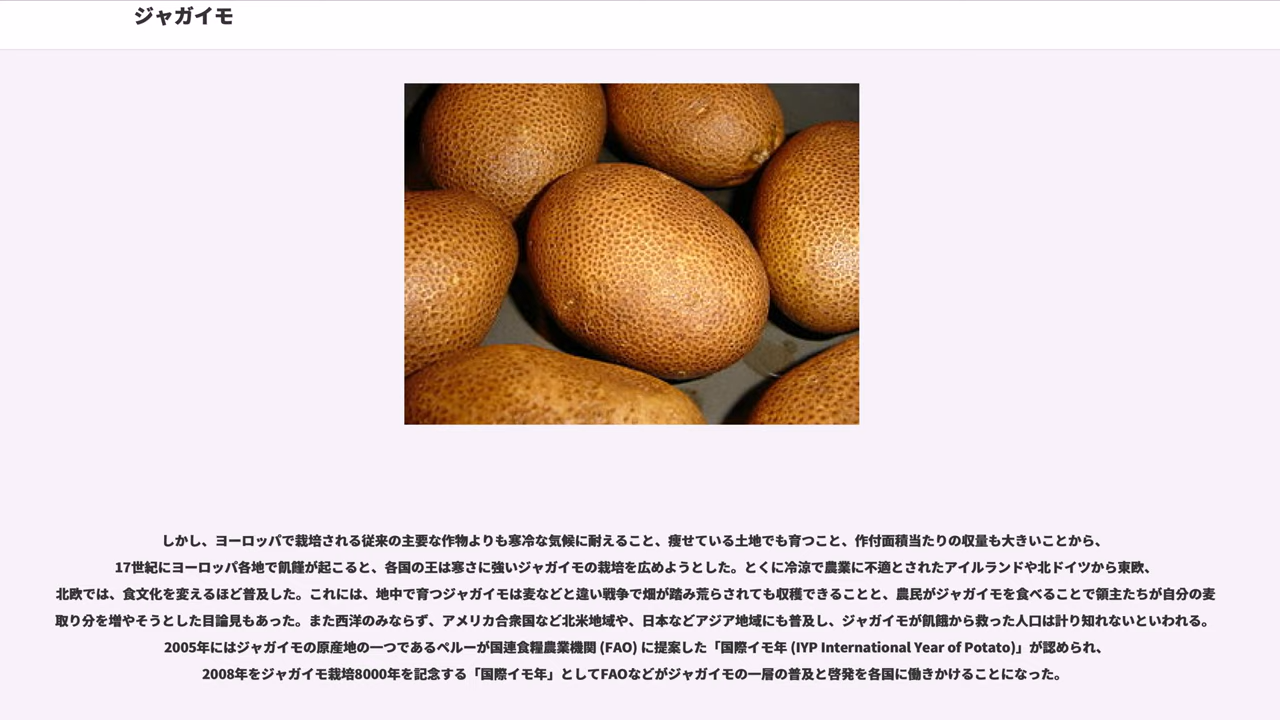 ジャガイモ
しかし、ヨーロッパで栽培される従来の主要な作物よりも寒冷な気候に耐えること、痩せている土地でも育つこと、作付面積当たりの収量も大きいことから、
17世紀にヨーロッパ各地で飢饉が起こると、各国の王は寒さに強いジャガイモの栽培を広めようとした。とくに冷涼で農業に不適とされたアイルランドや北ドイツから東欧、
北欧では、食文化を変えるほど普及した。これには、地中で育つジャガイモは麦などと違い戦争で畑が踏み荒らされても収穫できることと、農民がジャガイモを食べることで領主たちが自分の麦
取り分を増やそうとした目論見もあった。また西洋のみならず、アメリカ合衆国など北米地域や、日本などアジア地域にも普及し、ジャガイモが飢餓から救った人口は計り知れないといわれる。
2005年にはジャガイモの原産地の一つであるペルーが国連食糧農業機関 (FAO) に提案した「国際イモ年 (IYP International Year of Potato)」が認められ、
2008年をジャガイモ栽培8000年を記念する「国際イモ年」としてFAOなどがジャガイモの一層の普及と啓発を各国に働きかけることになった。